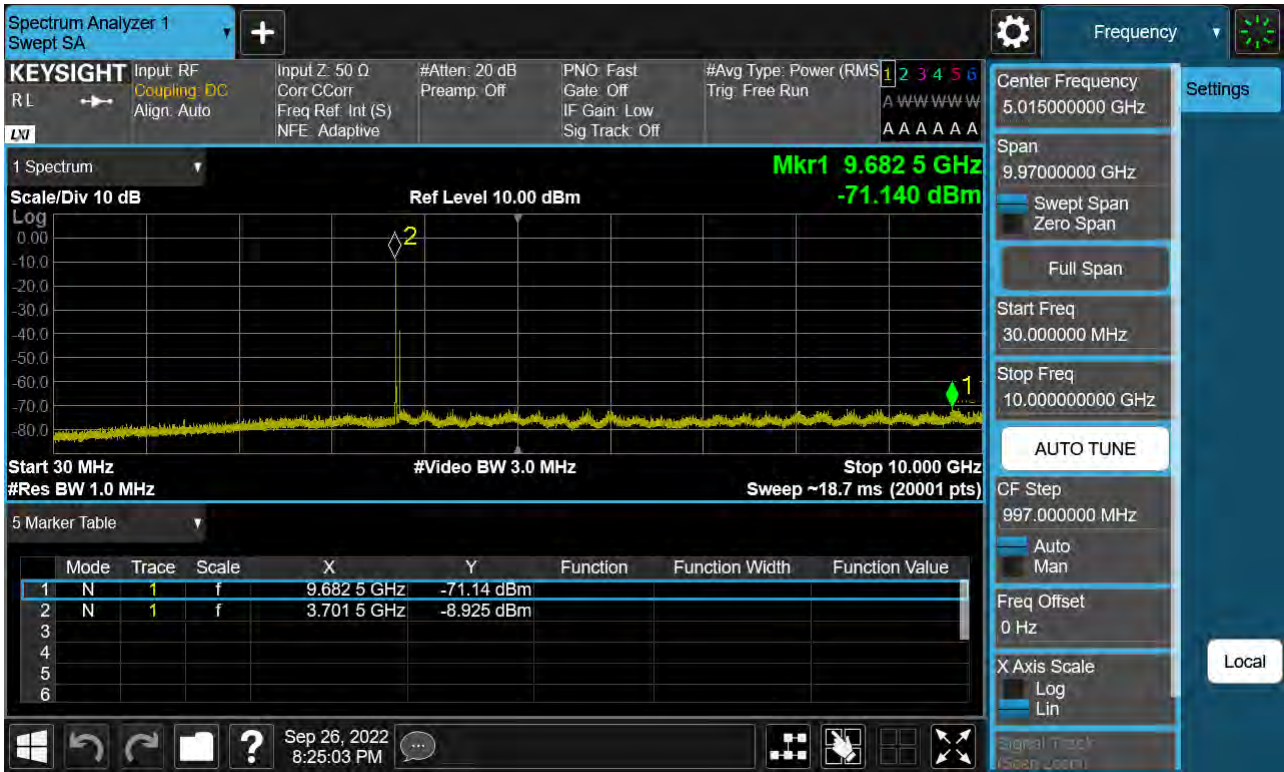 Spectrum Analyzer 1
Swept SA
+
Frequency
KEYSIGHT
RL
LXI
Input: RF
Coupling: DC
Align: Auto
Input Z: 50 Ω
Corr CCorr
Freq Ref: Int (S)
NFE: Adaptive
#Atten: 20 dB
Preamp: Off
PNO: Fast
Gate: Off
IF Gain: Low
Sig Track: Off
#Avg Type: Power (RMS
Trig: Free Run
1 2 3 4 5 6
A W W W W W
A A A A A A
1 Spectrum
Mkr1 9.682 5 GHz
Scale/Div 10 dB
Ref Level 10.00 dBm
-71.140 dBm
Log
0.00
-10.0
-20.0
-30.0
-40.0
-50.0
-60.0
-70.0
-80.0
2
1
Start 30 MHz
#Video BW 3.0 MHz
Stop 10.000 GHz
#Res BW 1.0 MHz
Sweep ~18.7 ms (20001 pts)
5 Marker Table
Mode Trace Scale X Y Function Function Width Function Value
1 N 1 f 9.682 5 GHz -71.14 dBm
2 N 1 f 3.701 5 GHz -8.925 dBm
3
4
5
6
Sep 26, 2022
8:25:03 PM
?
Center Frequency
5.015000000 GHz
Span
9.97000000 GHz
Swept Span
Zero Span
Full Span
Start Freq
30.000000 MHz
Stop Freq
10.000000000 GHz
AUTO TUNE
CF Step
997.000000 MHz
Auto
Man
Freq Offset
0 Hz
X Axis Scale
Log
Lin
Signal Track
(Span Zoom)
Settings
Local